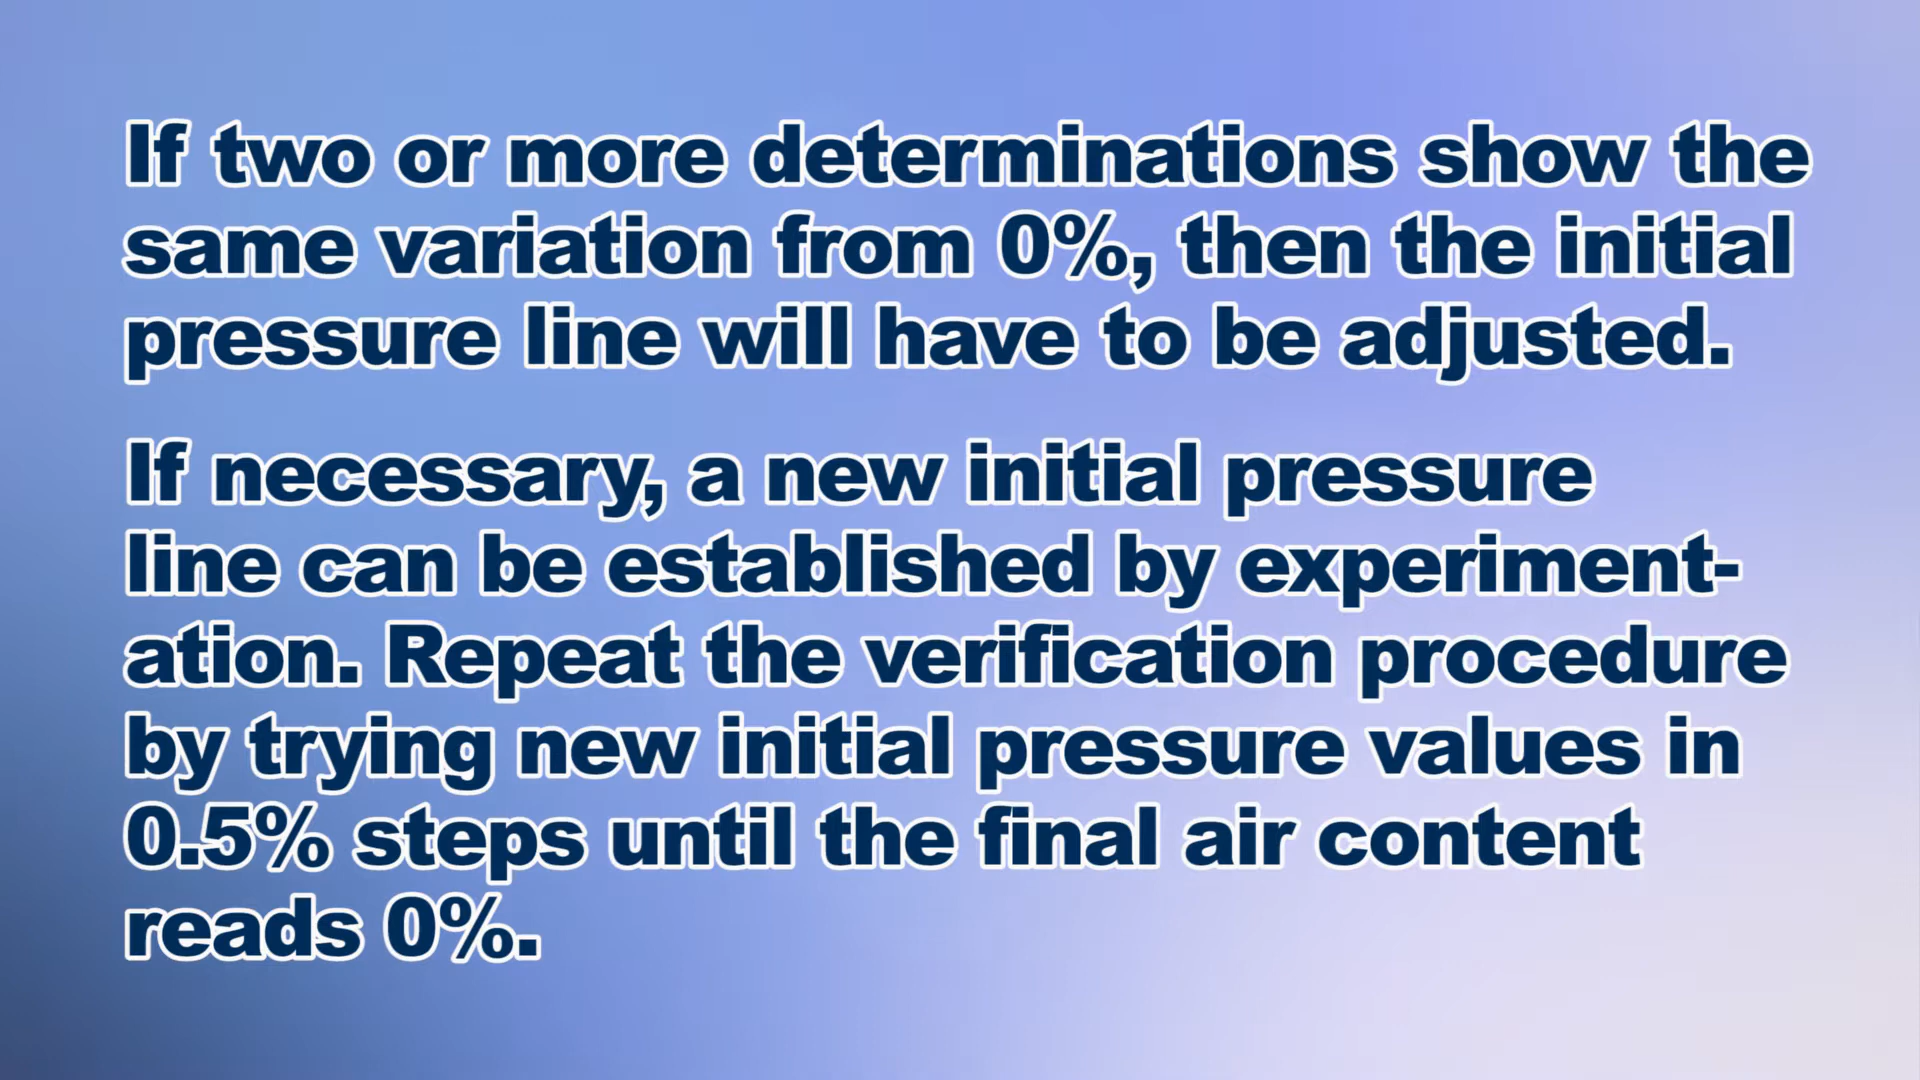 If two or more determinations show the
same variation from 0%, then the initial
pressure line will have to be adjusted.
If necessary, a new initial pressure
line can be established by experiment-
ation. Repeat the verification procedure
by trying new initial pressure values in
0.5% steps until the final air content
reads 0%.